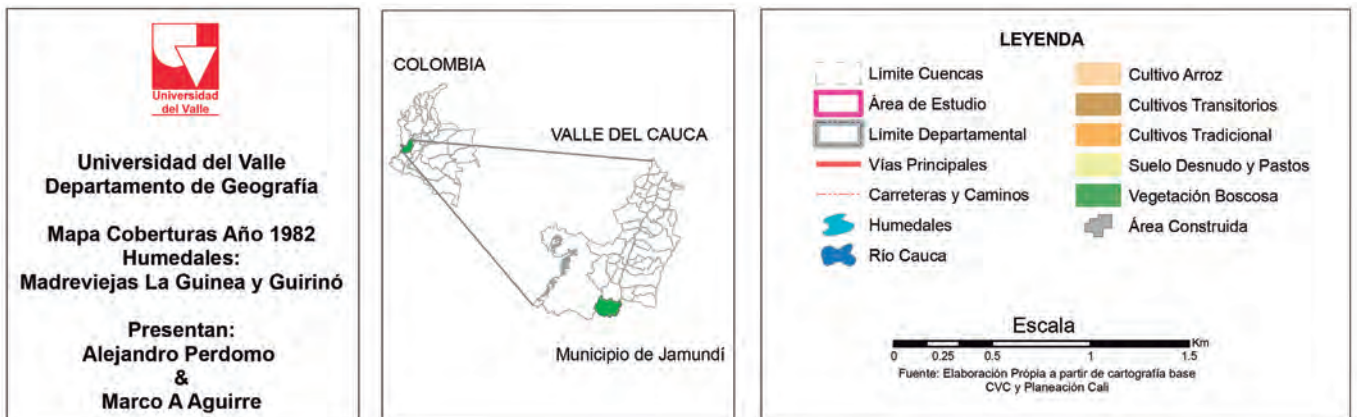 Universidad
del Valle
Universidad del Valle
Departamento de Geografía
Mapa Coberturas Año 1982
Humedales:
Madreviejas La Guinea y Guirinó
Presentan:
Alejandro Perdomo
&
Marco A Aguirre
COLOMBIA
VALLE DEL CAUCA
Municipio de Jamundí
LEYENDA
Límite Cuencas
Área de Estudio
Límite Departamental
Vías Principales
Carreteras y Caminos
Humedales
Río Cauca
Cultivo Arroz
Cultivos Transitorios
Cultivos Tradicional
Suelo Desnudo y Pastos
Vegetación Boscosa
Área Construida
Escala
Km
0 0.25 0.5 1 1.5
Fuente: Elaboración Própia a partir de cartografía base
CVC y Planeación Cali